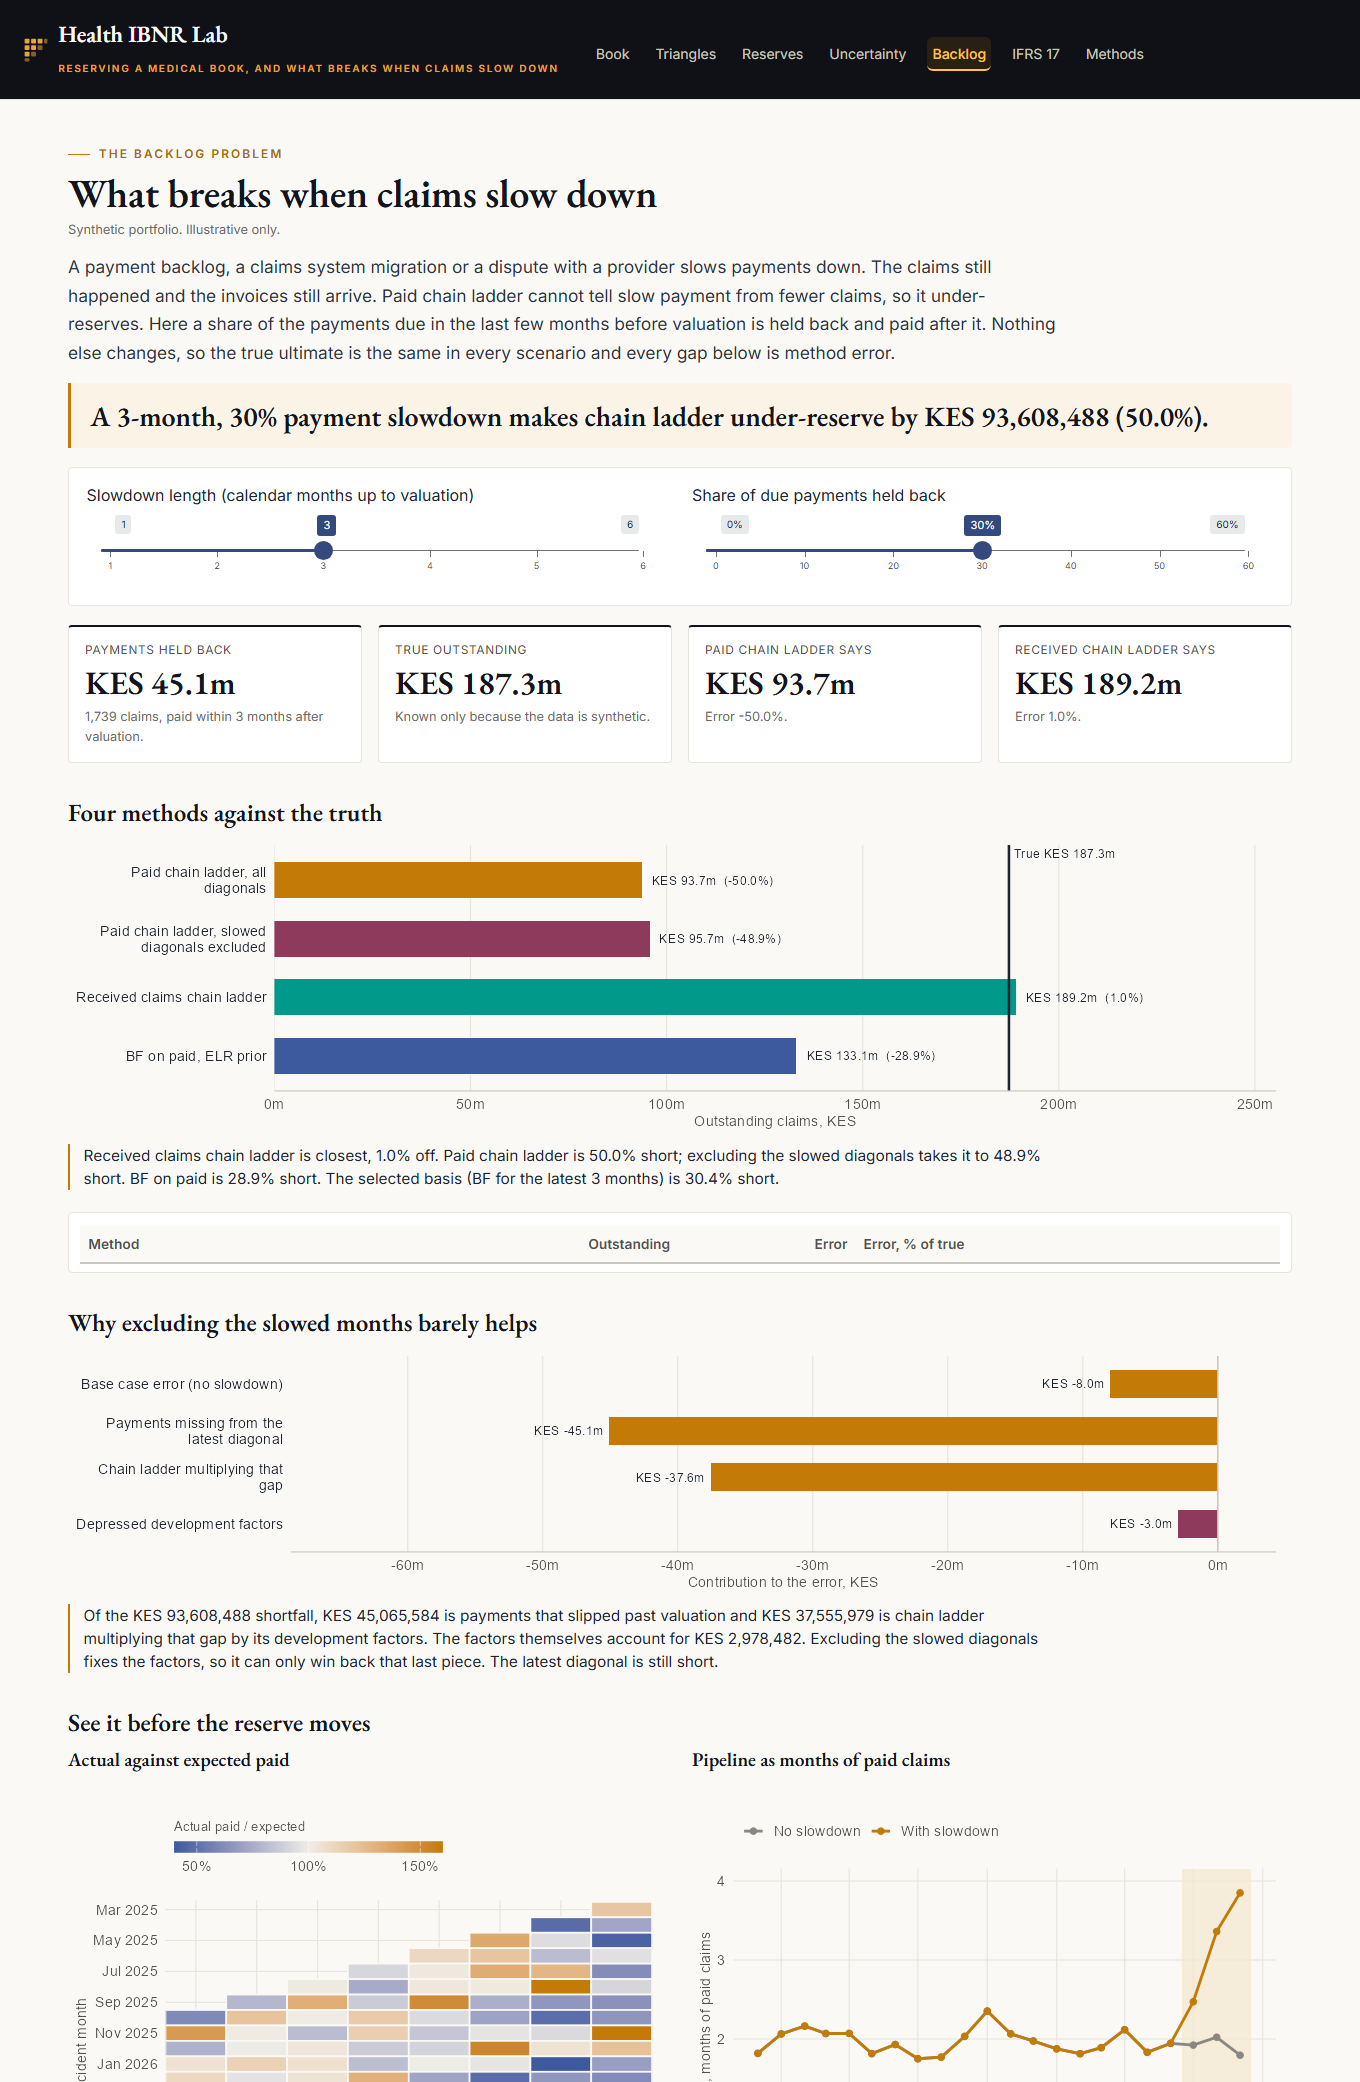 Health IBNR Lab
RESERVING A MEDICAL BOOK, AND WHAT BREAKS WHEN CLAIMS SLOW DOWN
Book Triangles Reserves Uncertainty Backlog IFRS 17 Methods
THE BACKLOG PROBLEM
What breaks when claims slow down
Synthetic portfolio. Illustrative only.
A payment backlog, a claims system migration or a dispute with a provider slows payments down. The claims still
happened and the invoices still arrive. Paid chain ladder cannot tell slow payment from fewer claims, so it under-
reserves. Here a share of the payments due in the last few months before valuation is held back and paid after it. Nothing
else changes, so the true ultimate is the same in every scenario and every gap below is method error.
A 3-month, 30% payment slowdown makes chain ladder under-reserve by KES 93,608,488 (50.0%).
Slowdown length (calendar months up to valuation)
1 3 6
1 2 3 4 5 6
Share of due payments held back
0% 30% 60%
0 10 20 30 40 50 60
PAYMENTS HELD BACK
KES 45.1m
1,739 claims, paid within 3 months after
valuation.
TRUE OUTSTANDING
KES 187.3m
Known only because the data is synthetic.
PAID CHAIN LADDER SAYS
KES 93.7m
Error -50.0%.
RECEIVED CHAIN LADDER SAYS
KES 189.2m
Error 1.0%.
Four methods against the truth
True KES 187.3m
Paid chain ladder, all
diagonals
KES 93.7m (-50.0%)
Paid chain ladder, slowed
diagonals excluded
KES 95.7m (-48.9%)
Received claims chain ladder
KES 189.2m (1.0%)
BF on paid, ELR prior
KES 133.1m (-28.9%)
0m 50m 100m 150m 200m 250m
Outstanding claims, KES
Received claims chain ladder is closest, 1.0% off. Paid chain ladder is 50.0% short; excluding the slowed diagonals takes it to 48.9%
short. BF on paid is 28.9% short. The selected basis (BF for the latest 3 months) is 30.4% short.
Method Outstanding Error Error, % of true
Why excluding the slowed months barely helps
Base case error (no slowdown)
KES -8.0m
Payments missing from the
latest diagonal
KES -45.1m
Chain ladder multiplying that
gap
KES -37.6m
Depressed development factors
KES -3.0m
-60m -50m -40m -30m -20m -10m 0m
Contribution to the error, KES
Of the KES 93,608,488 shortfall, KES 45,065,584 is payments that slipped past valuation and KES 37,555,979 is chain ladder
multiplying that gap by its development factors. The factors themselves account for KES 2,978,482. Excluding the slowed diagonals
fixes the factors, so it can only win back that last piece. The latest diagonal is still short.
See it before the reserve moves
Actual against expected paid
Actual paid / expected
50% 100% 150%
Mar 2025
May 2025
Jul 2025
Sep 2025
Nov 2025
Jan 2026
month
Pipeline as months of paid claims
No slowdown With slowdown
4
3
2
months of paid claims